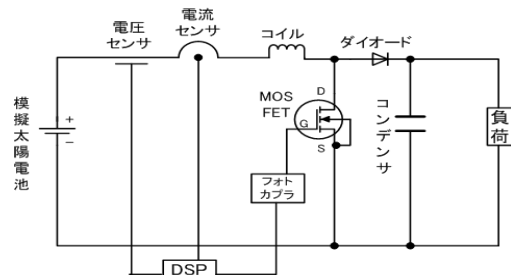 電圧
センサ
電流
センサ
コイル
ダイオード
MOS
FET
D
G
S
模擬太陽電池
+
−
コンデンサ
負荷
フォト
カプラ
DSP